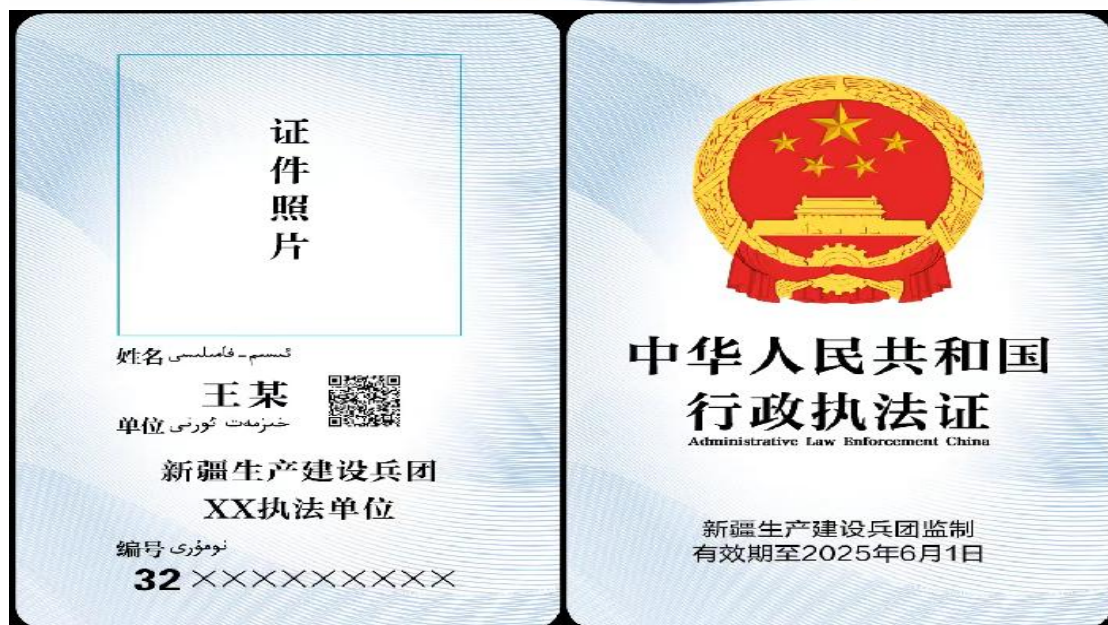 证
件
照
片
姓名 ئىسىم-فامىلىسى
王某
单位 خىزمەت ئورنى
新疆生产建设兵团
XX执法单位
编号 نومۇرى
32×××××××××
中华人民共和国
行政执法证
Administrative Law Enforcement China
新疆生产建设兵团监制
有效期至2025年6月1日